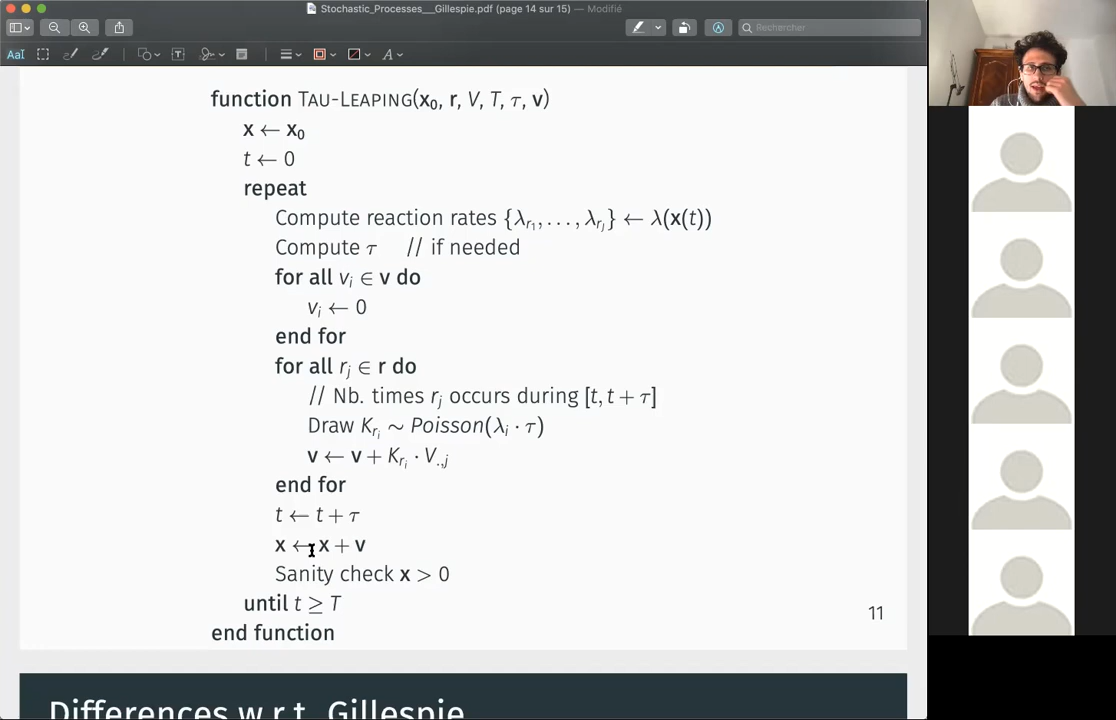 Stochastic_Processes__Gillespie.pdf (page 14 sur 15) — Modifié
Rechercher
function TAU-LEAPING(x₀, r, V, T, τ, v)
x ← x₀
t ← 0
repeat
Compute reaction rates {λ_{r₁}, . . . , λ_{rⱼ}} ← λ(x(t))
Compute τ // if needed
for all vᵢ ∈ v do
vᵢ ← 0
end for
for all rⱼ ∈ r do
// Nb. times rⱼ occurs during [t, t + τ]
Draw K_{rᵢ} ∼ Poisson(λᵢ · τ)
v ← v + K_{rᵢ} · V_{.,j}
end for
t ← t + τ
x ← x + v
Sanity check x > 0
until t ≥ T
end function
11
Differences w.r.t. Gillespie